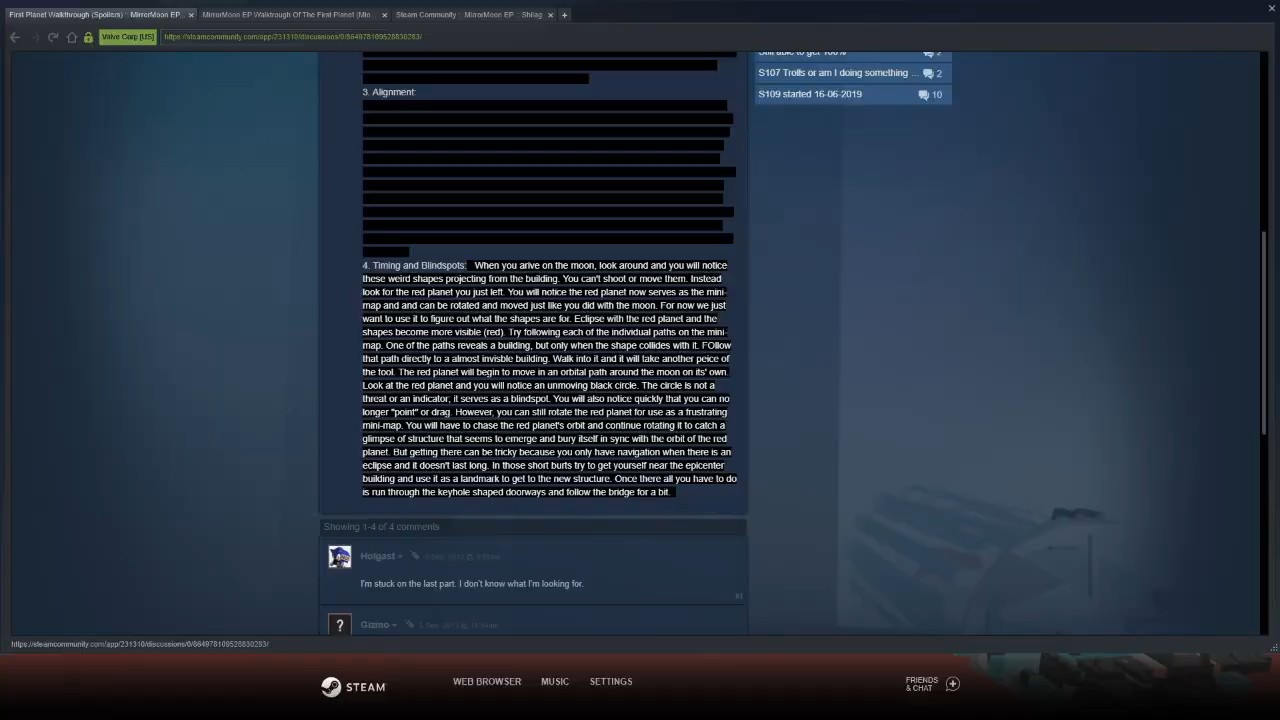 First Planet Walkthrough (Spoilers) :: MirrorMoon EP...
MirrorMoon EP Walktrough Of The First Planet (Mio...
Steam Community :: MirrorMoon EP :: Shilag
Valve Corp [US]
https://steamcommunity.com/app/231310/discussions/0/864978109528830283/
Still able to get 100%
2
S107 Trolls or am I doing something ...
2
S109 started 16-06-2019
10
3. Alignment:
4. Timing and Blindspots: When you arive on the moon, look around and you will notice
these weird shapes projecting from the building. You can't shoot or move them. Instead
look for the red planet you just left. You will notice the red planet now serves as the mini-
map and and can be rotated and moved just like you did with the moon. For now we just
want to use it to figure out what the shapes are for. Eclipse with the red planet and the
shapes become more visible (red). Try following each of the individual paths on the mini-
map. One of the paths reveals a building, but only when the shape collides with it. FOllow
that path directly to a almost invisble building. Walk into it and it will take another peice of
the tool. The red planet will begin to move in an orbital path around the moon on its' own.
Look at the red planet and you will notice an unmoving black circle. The circle is not a
threat or an indicator; it serves as a blindspot. You will also notice quickly that you can no
longer "point" or drag. However, you can still rotate the red planet for use as a frustrating
mini-map. You will have to chase the red planet's orbit and continue rotating it to catch a
glimpse of structure that seems to emerge and bury itself in sync with the orbit of the red
planet. But getting there can be tricky because you only have navigation when there is an
eclipse and it doesn't last long. In those short burts try to get yourself near the epicenter
building and use it as a landmark to get to the new structure. Once there all you have to do
is run through the keyhole shaped doorways and follow the bridge for a bit.
Showing 1-4 of 4 comments
Holgast
I'm stuck on the last part. I don't know what I'm looking for.
#1
Gizmo
https://steamcommunity.com/app/231310/discussions/0/864978109528830283/
STEAM
WEB BROWSER
MUSIC
SETTINGS
FRIENDS
& CHAT